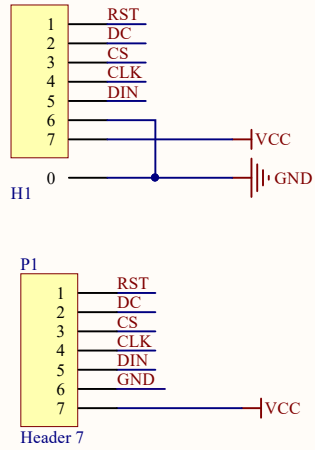 1 RST
2 DC
3 CS
4 CLK
5 DIN
6
7 VCC
0 GND
H1
P1
1 RST
2 DC
3 CS
4 CLK
5 DIN
6 GND
7 VCC
Header 7